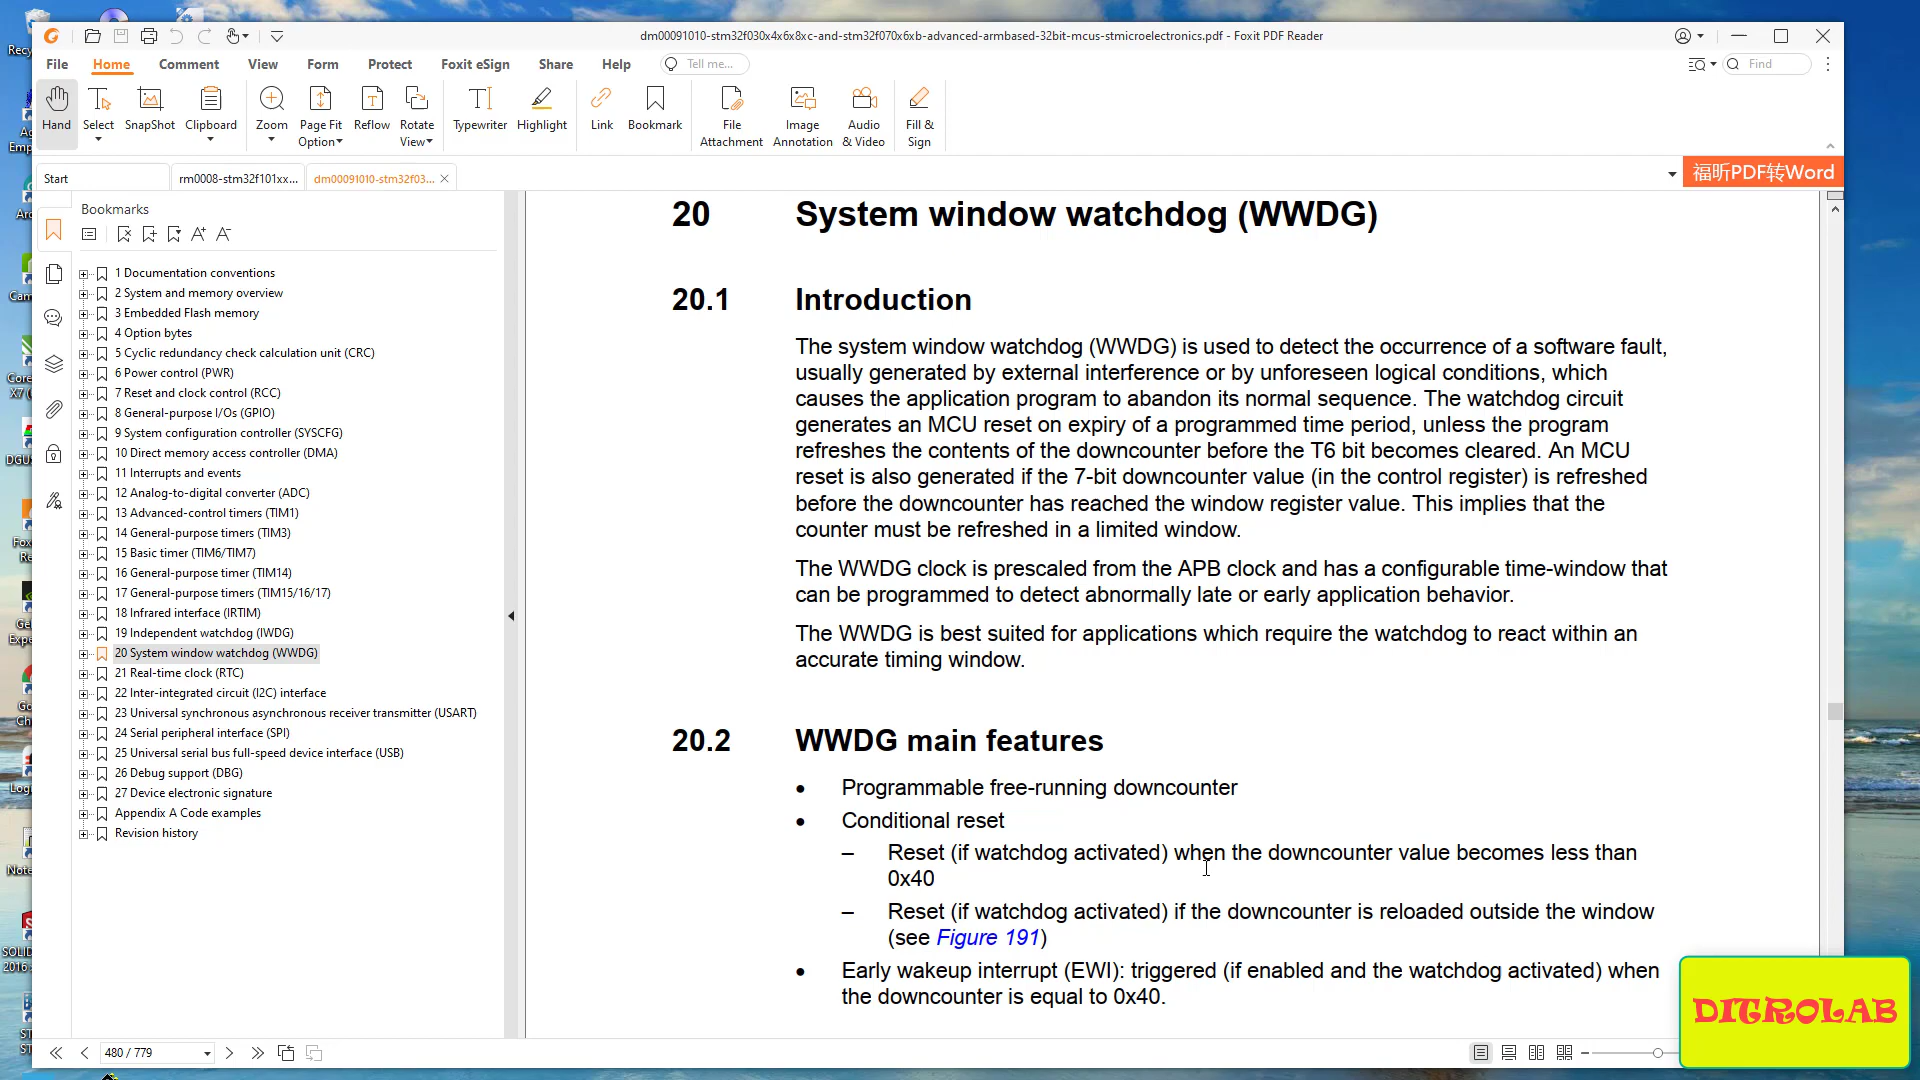 dm00091010-stm32f030x4x6x8xc-and-stm32f070x6xb-advanced-armbased-32bit-mcus-stmicroelectronics.pdf - Foxit PDF Reader
File Home Comment View Form Protect Foxit eSign Share Help Tell me... Find
Hand Select SnapShot Clipboard Zoom Page Fit Option Reflow Rotate View Typewriter Highlight Link Bookmark File Attachment Image Annotation Audio & Video Fill & Sign
Start rm0008-stm32f101xx... dm00091010-stm32f03... 福昕PDF转Word
Bookmarks
1 Documentation conventions
2 System and memory overview
3 Embedded Flash memory
4 Option bytes
5 Cyclic redundancy check calculation unit (CRC)
6 Power control (PWR)
7 Reset and clock control (RCC)
8 General-purpose I/Os (GPIO)
9 System configuration controller (SYSCFG)
10 Direct memory access controller (DMA)
11 Interrupts and events
12 Analog-to-digital converter (ADC)
13 Advanced-control timers (TIM1)
14 General-purpose timers (TIM3)
15 Basic timer (TIM6/TIM7)
16 General-purpose timer (TIM14)
17 General-purpose timers (TIM15/16/17)
18 Infrared interface (IRTIM)
19 Independent watchdog (IWDG)
20 System window watchdog (WWDG)
21 Real-time clock (RTC)
22 Inter-integrated circuit (I2C) interface
23 Universal synchronous asynchronous receiver transmitter (USART)
24 Serial peripheral interface (SPI)
25 Universal serial bus full-speed device interface (USB)
26 Debug support (DBG)
27 Device electronic signature
Appendix A Code examples
Revision history
20 System window watchdog (WWDG)
20.1 Introduction
The system window watchdog (WWDG) is used to detect the occurrence of a software fault,
usually generated by external interference or by unforeseen logical conditions, which
causes the application program to abandon its normal sequence. The watchdog circuit
generates an MCU reset on expiry of a programmed time period, unless the program
refreshes the contents of the downcounter before the T6 bit becomes cleared. An MCU
reset is also generated if the 7-bit downcounter value (in the control register) is refreshed
before the downcounter has reached the window register value. This implies that the
counter must be refreshed in a limited window.
The WWDG clock is prescaled from the APB clock and has a configurable time-window that
can be programmed to detect abnormally late or early application behavior.
The WWDG is best suited for applications which require the watchdog to react within an
accurate timing window.
20.2 WWDG main features
• Programmable free-running downcounter
• Conditional reset
– Reset (if watchdog activated) when the downcounter value becomes less than
0x40
– Reset (if watchdog activated) if the downcounter is reloaded outside the window
(see Figure 191)
• Early wakeup interrupt (EWI): triggered (if enabled and the watchdog activated) when
the downcounter is equal to 0x40.
480 / 779
DITROLAB